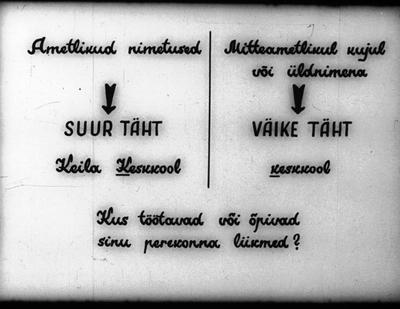 Ametlikud nimetused
Mitteametlikul kujul
või üldnimena
SUUR TÄHT
VÄIKE TÄHT
Keila Keskkool
keskkool
Kus töötavad või õpivad
sinu perekonna liikmed?